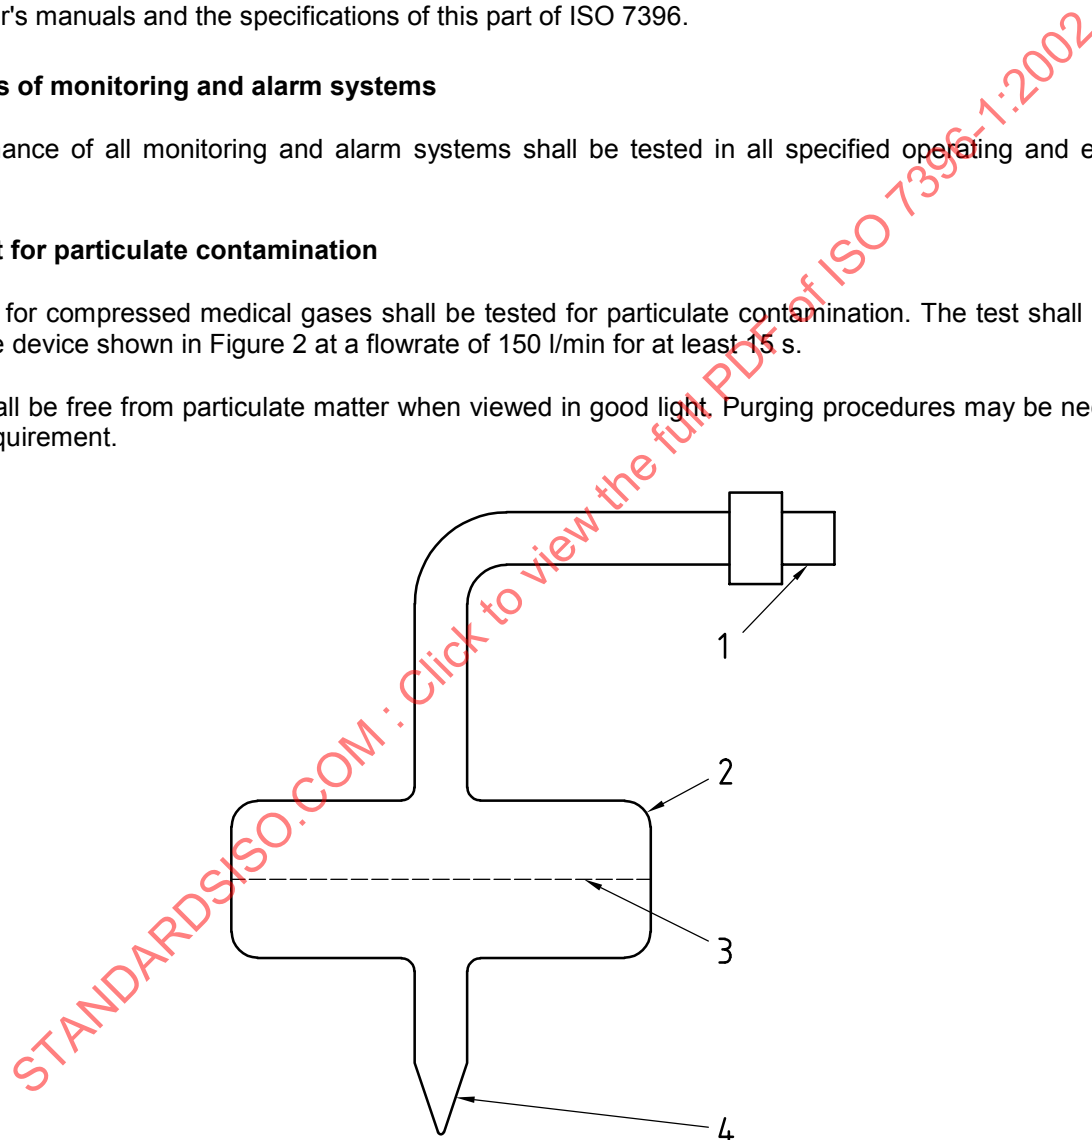 r's manuals and the specifications of this part of ISO 7396.
s of monitoring and alarm systems
ance of all monitoring and alarm systems shall be tested in all specified operating and e
t for particulate contamination
for compressed medical gases shall be tested for particulate contamination. The test shall
e device shown in Figure 2 at a flowrate of 150 l/min for at least 15 s.
all be free from particulate matter when viewed in good light. Purging procedures may be ne
quirement.
1
2
3
4
STANDARDSISO.COM : Click to view the full PDF of ISO 7396-1:2002